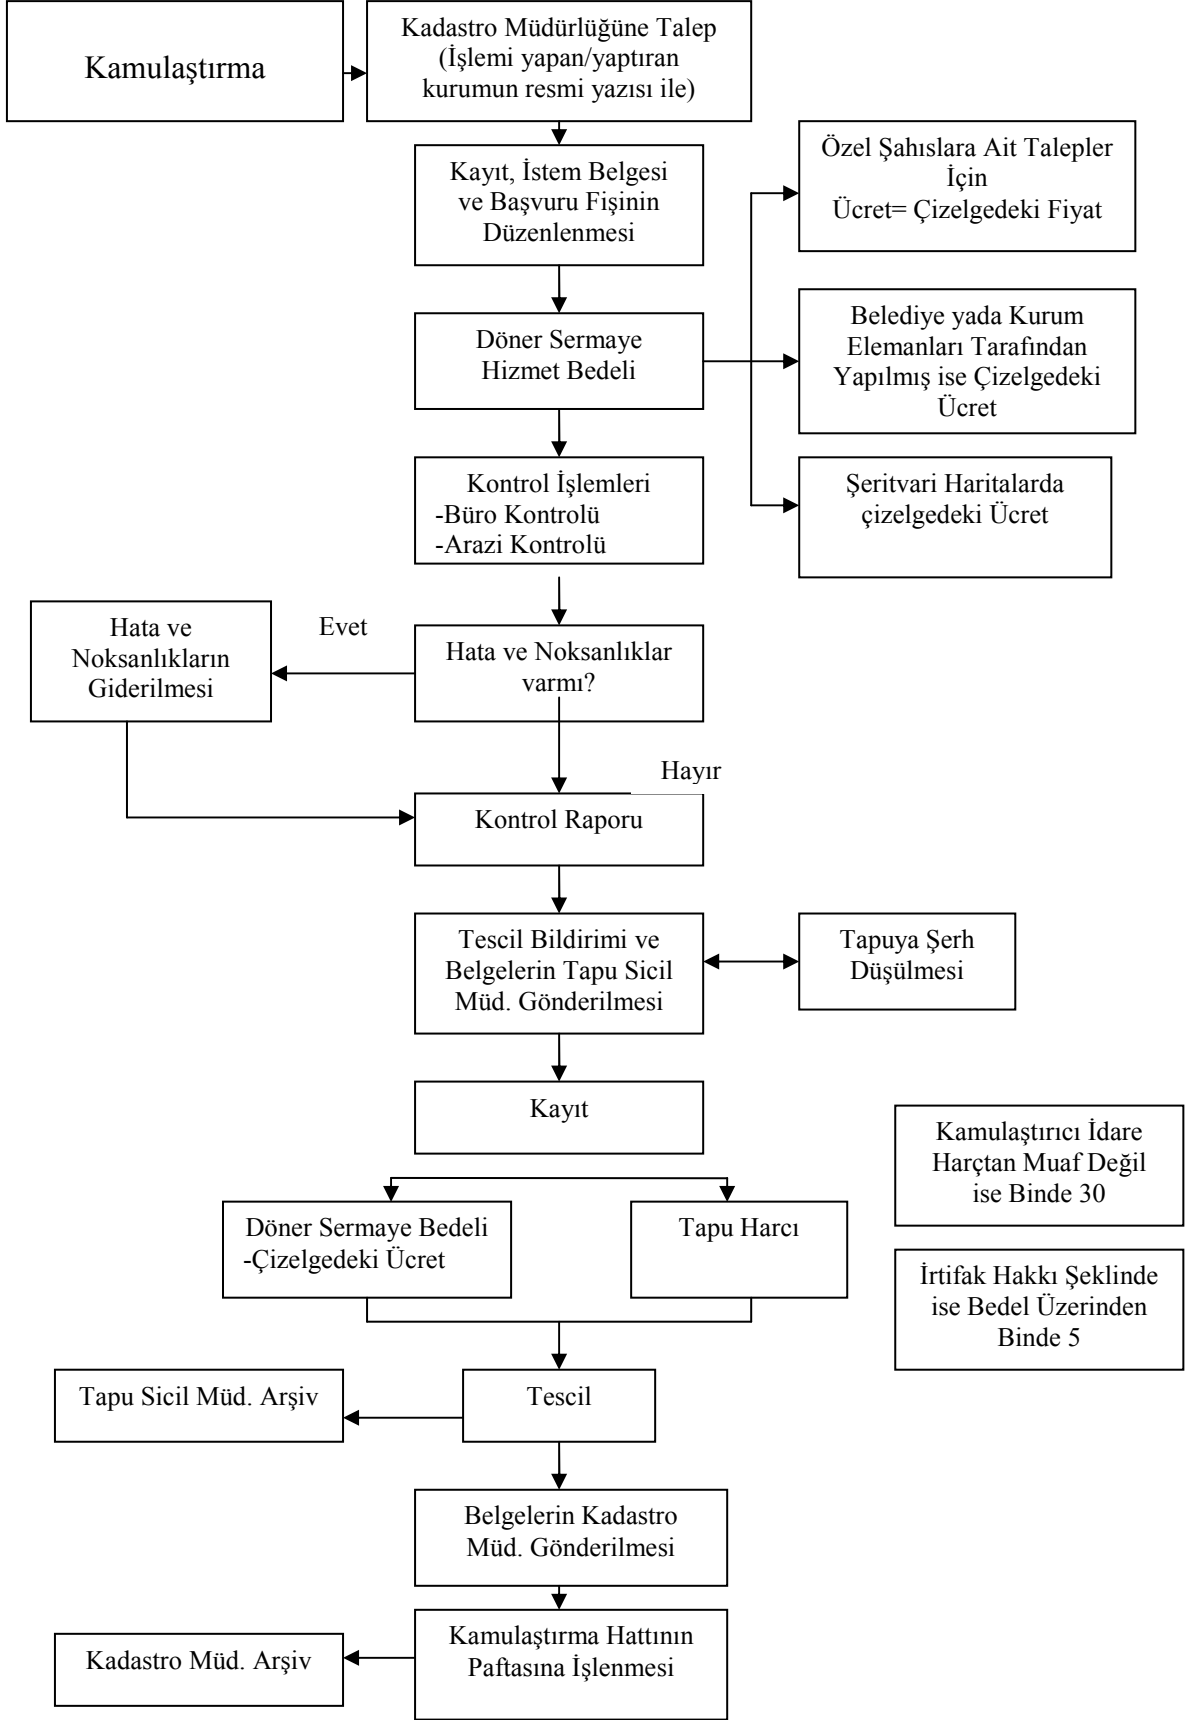 Kamulaştırma
Kadastro Müdürlüğüne Talep
(İşlemi yapan/yaptıran
kurumun resmi yazısı ile)
Kayıt, İstem Belgesi
ve Başvuru Fişinin
Düzenlenmesi
Özel Şahıslara Ait Talepler
İçin
Ücret= Çizelgedeki Fiyat
Döner Sermaye
Hizmet Bedeli
Belediye yada Kurum
Elemanları Tarafından
Yapılmış ise Çizelgedeki
Ücret
Kontrol İşlemleri
-Büro Kontrolü
-Arazi Kontrolü
Şeritvari Haritalarda
çizelgedeki Ücret
Hata ve
Noksanlıkların
Giderilmesi
Evet
Hata ve Noksanlıklar
varmı?
Hayır
Kontrol Raporu
Tescil Bildirimi ve
Belgelerin Tapu Sicil
Müd. Gönderilmesi
Tapuya Şerh
Düşülmesi
Kayıt
Kamulaştırıcı İdare
Harçtan Muaf Değil
ise Binde 30
Döner Sermaye Bedeli
-Çizelgedeki Ücret
Tapu Harcı
İrtifak Hakkı Şeklinde
ise Bedel Üzerinden
Binde 5
Tapu Sicil Müd. Arşiv
Tescil
Belgelerin Kadastro
Müd. Gönderilmesi
Kamulaştırma Hattının
Paftasına İşlenmesi
Kadastro Müd. Arşiv